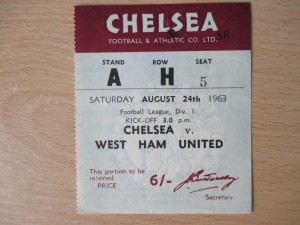 CHELSEA
FOOTBALL & ATHLETIC CO. LTD.
STAND ROW SEAT
A H 5
SATURDAY AUGUST 24th 1963
Football League, Div. 1.
KICK-OFF 3.0 p.m.
CHELSEA v.
WEST HAM UNITED
This portion to be
retained
PRICE 6/-
Secretary